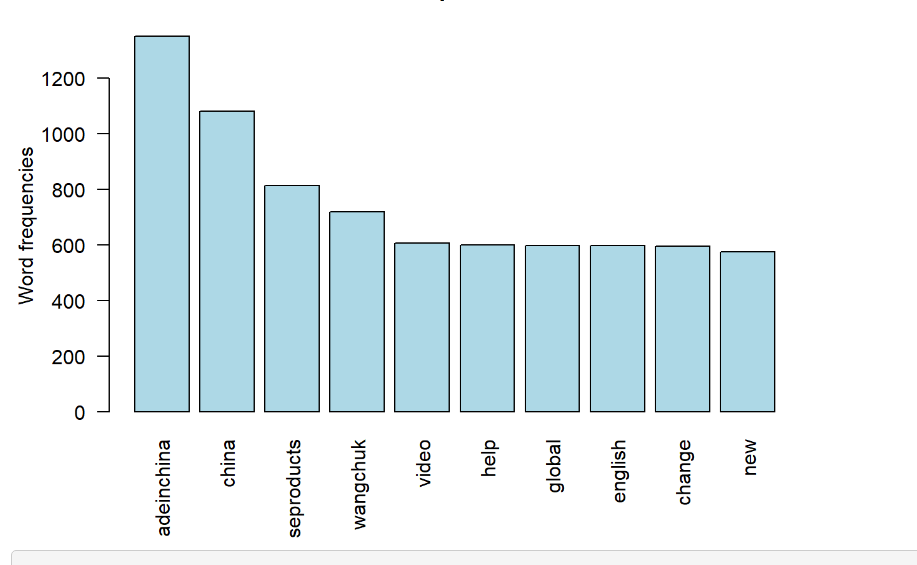 Word frequencies
1200
1000
800
600
400
200
0
adeinchina
china
seproducts
wangchuk
video
help
global
english
change
new